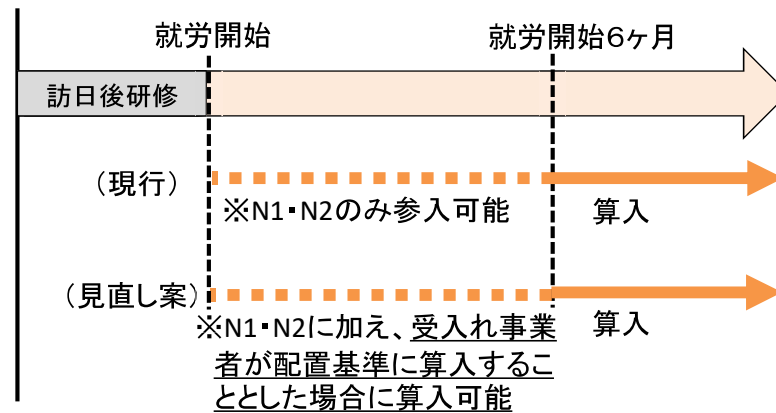 就労開始
就労開始6ヶ月
訪日後研修
（現行）
※N1・N2のみ参入可能
算入
（見直し案）
※N1・N2に加え、受入れ事業
者が配置基準に算入するこ
ととした場合に算入可能
算入